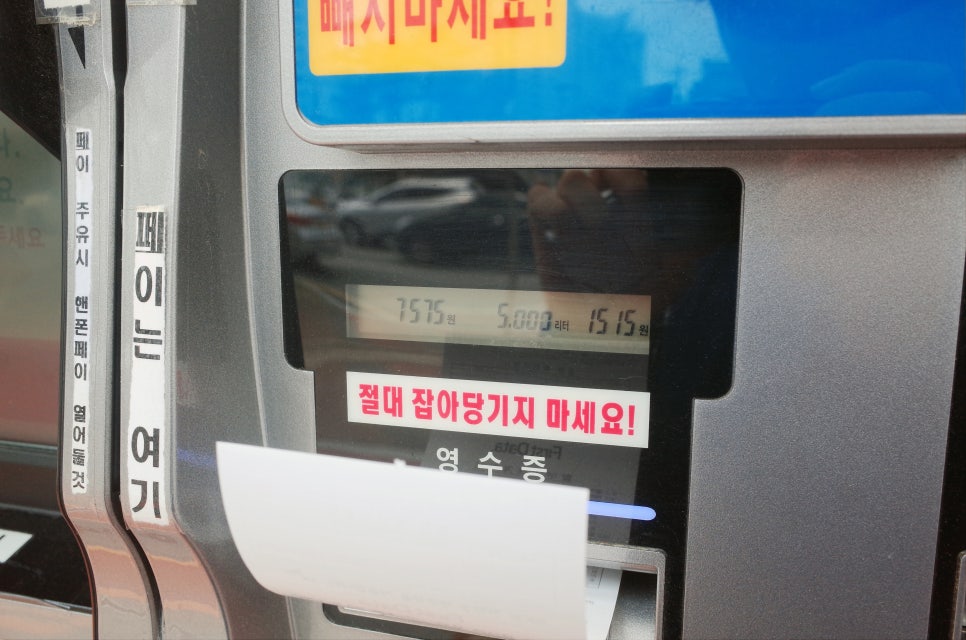 빼지마세요!
페이 주유시 핸폰페이 열어둘것
페이는 여기
7575원 5.000리터 1515원
절대 잡아당기지 마세요!
영수증
FirstData